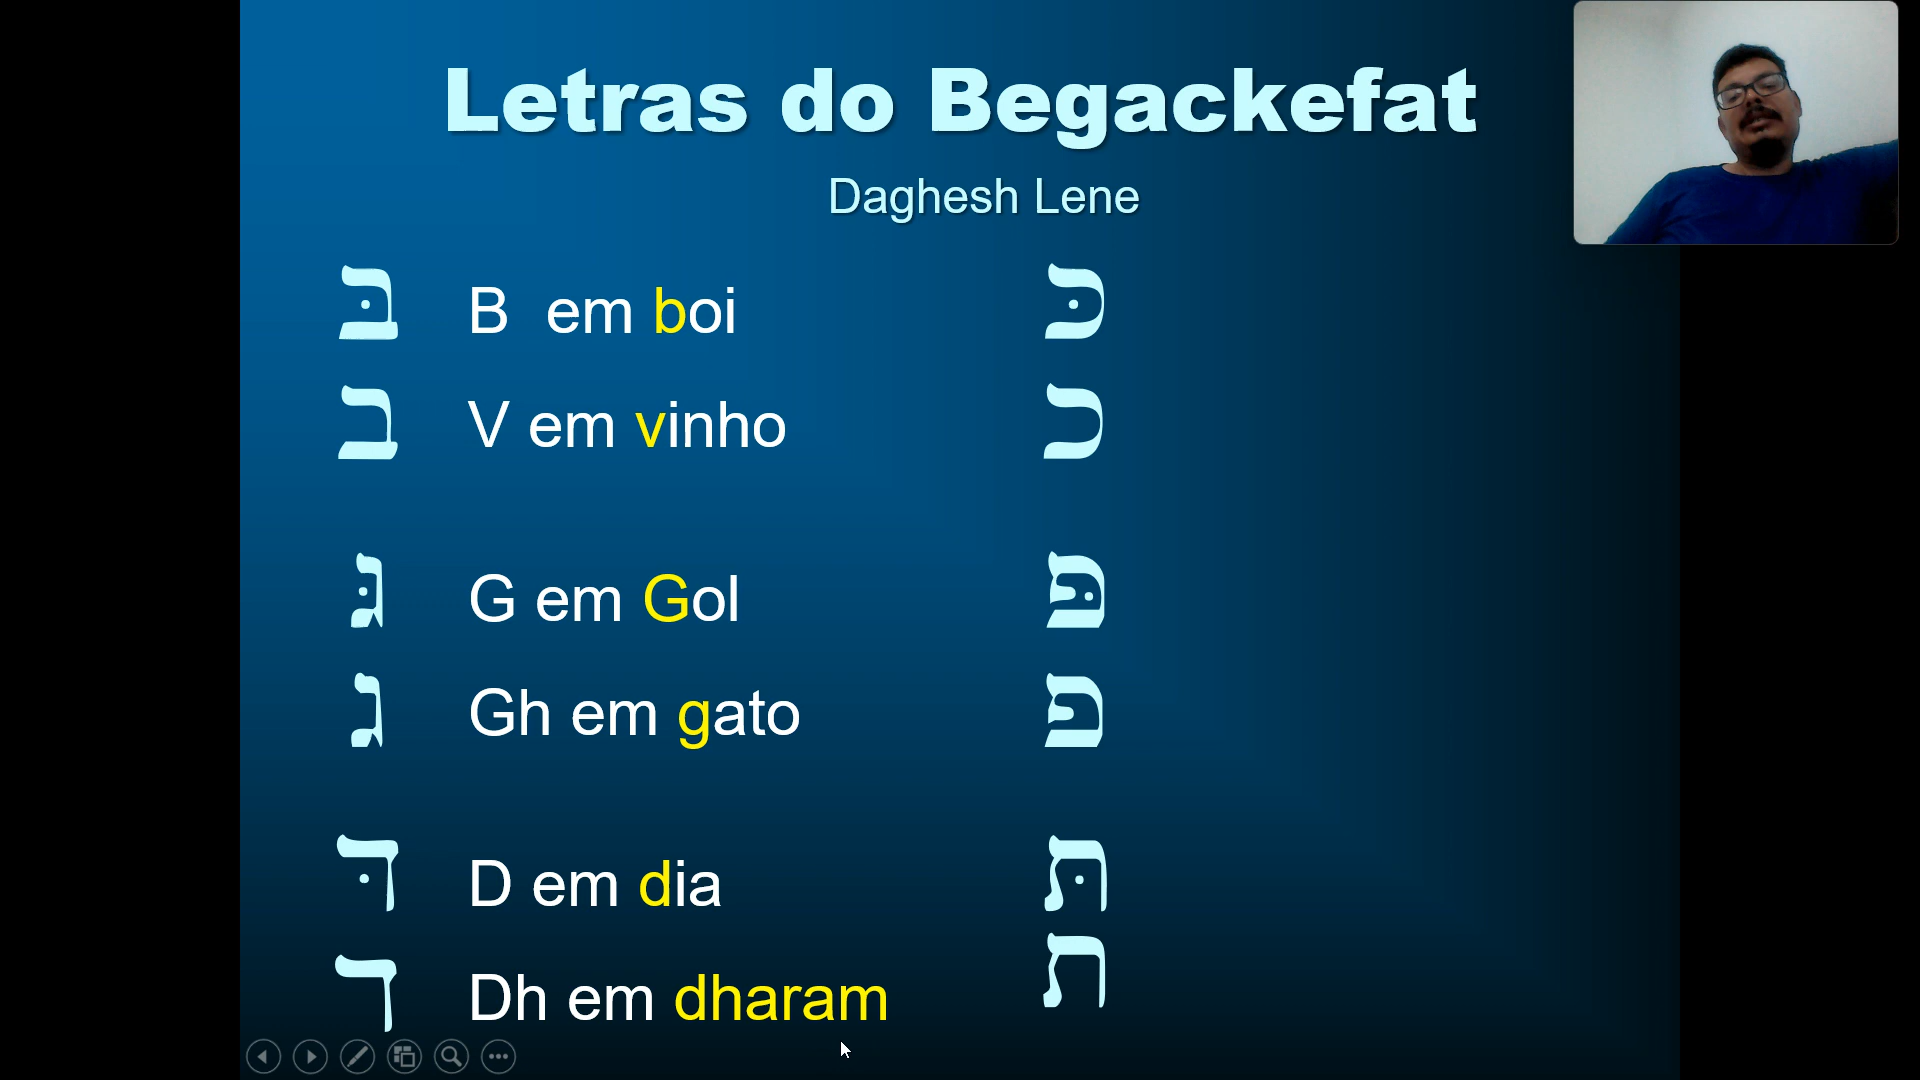 Letras do Begackefat
Daghesh Lene
בּ B em boi
ב V em vinho
גּ G em Gol
ג Gh em gato
דּ D em dia
ד Dh em dharam
כּ
כ
פּ
פ
תּ
ת